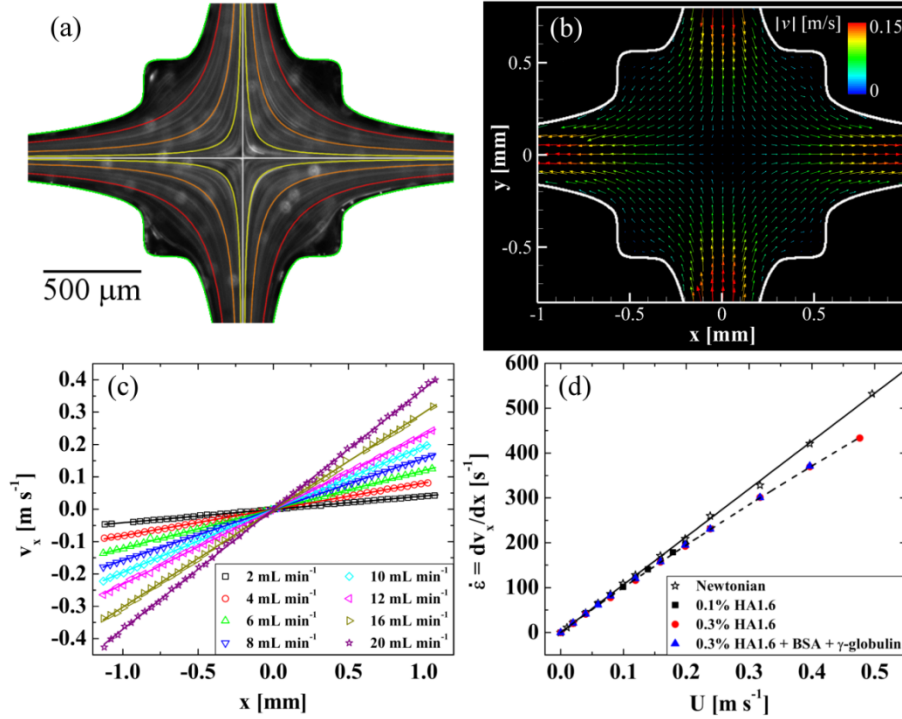 (a)
500 μm
(b)
|v| [m/s]
0.15
0
0.5
0
-0.5
y [mm]
-1
-0.5
0
0.5
x [mm]
(c)
0.4
0.3
0.2
0.1
0.0
-0.1
-0.2
-0.3
-0.4
v_x [m s⁻¹]
2 mL min⁻¹
4 mL min⁻¹
6 mL min⁻¹
8 mL min⁻¹
10 mL min⁻¹
12 mL min⁻¹
16 mL min⁻¹
20 mL min⁻¹
-1.0
-0.5
0.0
0.5
1.0
x [mm]
(d)
600
500
400
300
200
100
0
ε̇ = dv_x/dx [s⁻¹]
Newtonian
0.1% HA1.6
0.3% HA1.6
0.3% HA1.6 + BSA + γ-globulin
0.0
0.1
0.2
0.3
0.4
0.5
U [m s⁻¹]